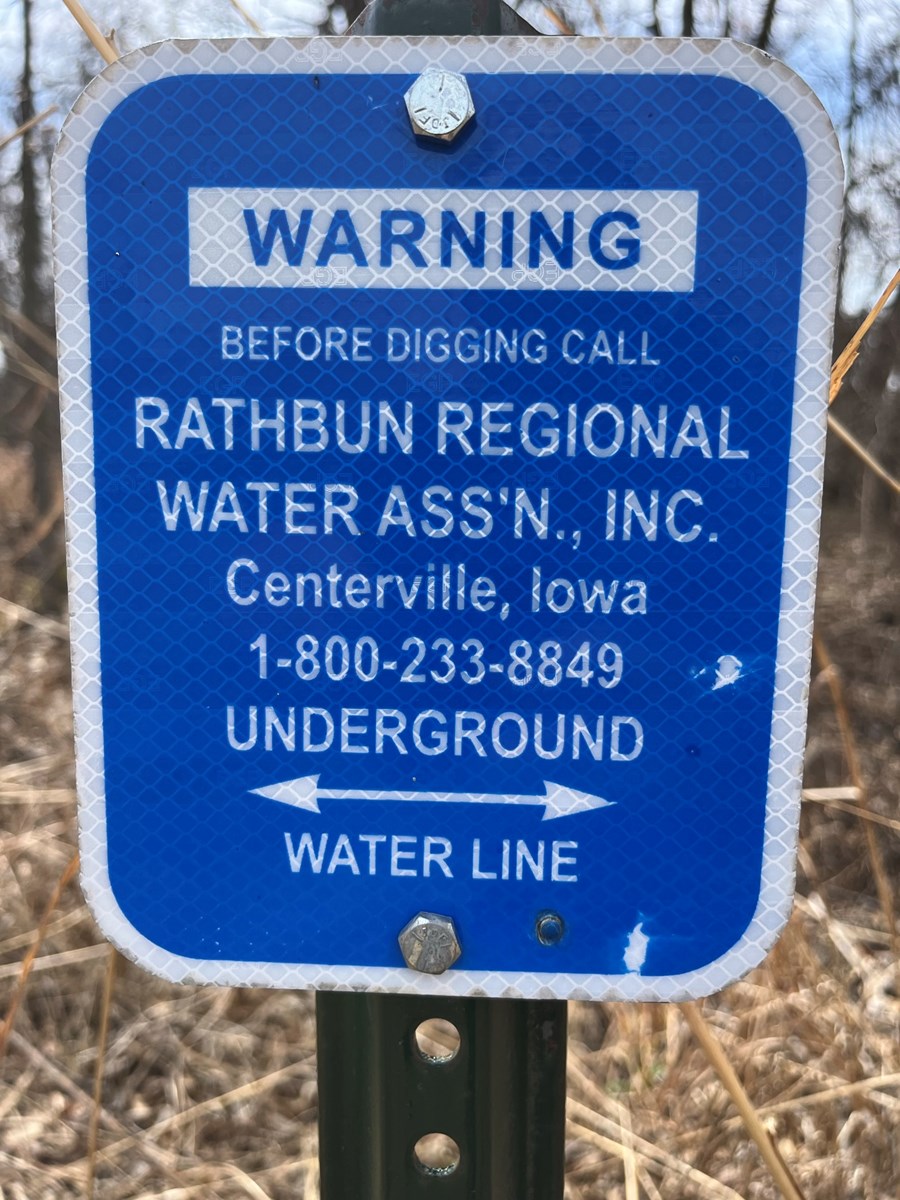 WARNING
BEFORE DIGGING CALL
RATHBUN REGIONAL
WATER ASS'N., INC.
Centerville, Iowa
1-800-233-8849
UNDERGROUND
WATER LINE